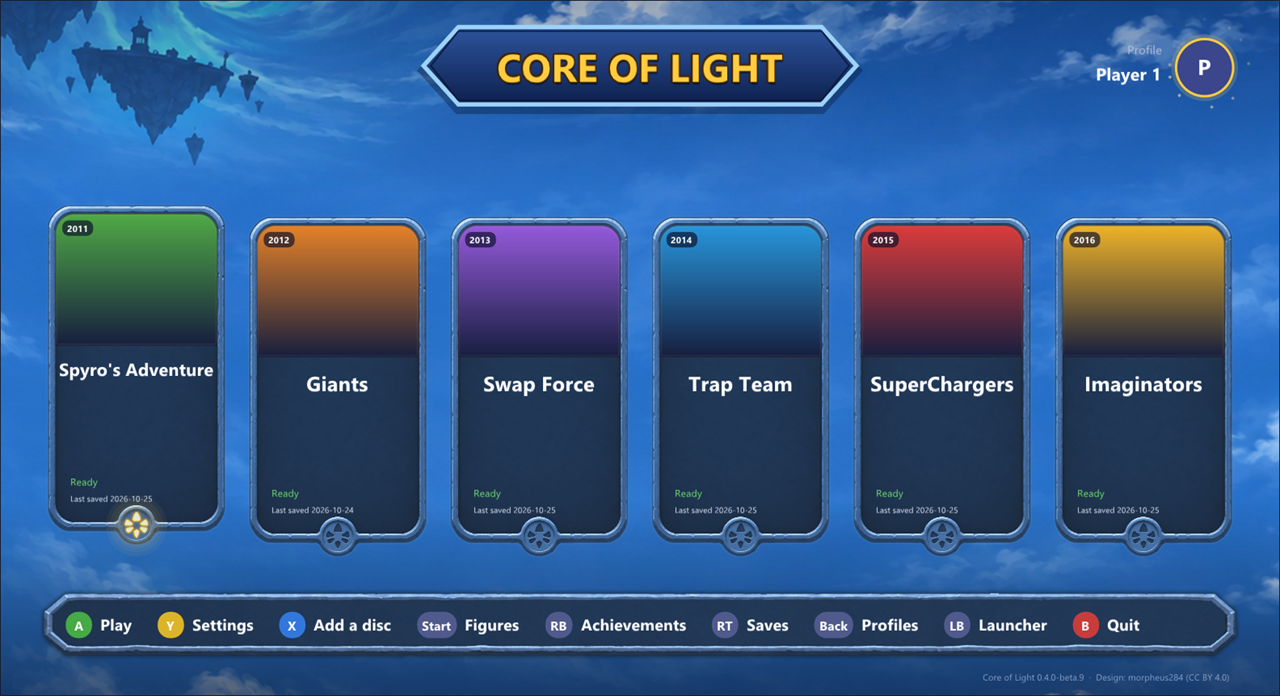 CORE OF LIGHT
Profile
Player 1
P
2011
Spyro's Adventure
Ready
Last saved 2026-10-25
2012
Giants
Ready
Last saved 2026-10-24
2013
Swap Force
Ready
Last saved 2026-10-25
2014
Trap Team
Ready
Last saved 2026-10-25
2015
SuperChargers
Ready
Last saved 2026-10-25
2016
Imaginators
Ready
Last saved 2026-10-25
A Play Y Settings X Add a disc Start Figures RB Achievements RT Saves Back Profiles LB Launcher B Quit
Core of Light 0.4.0-beta.9 · Design: morpheus284 (CC BY 4.0)